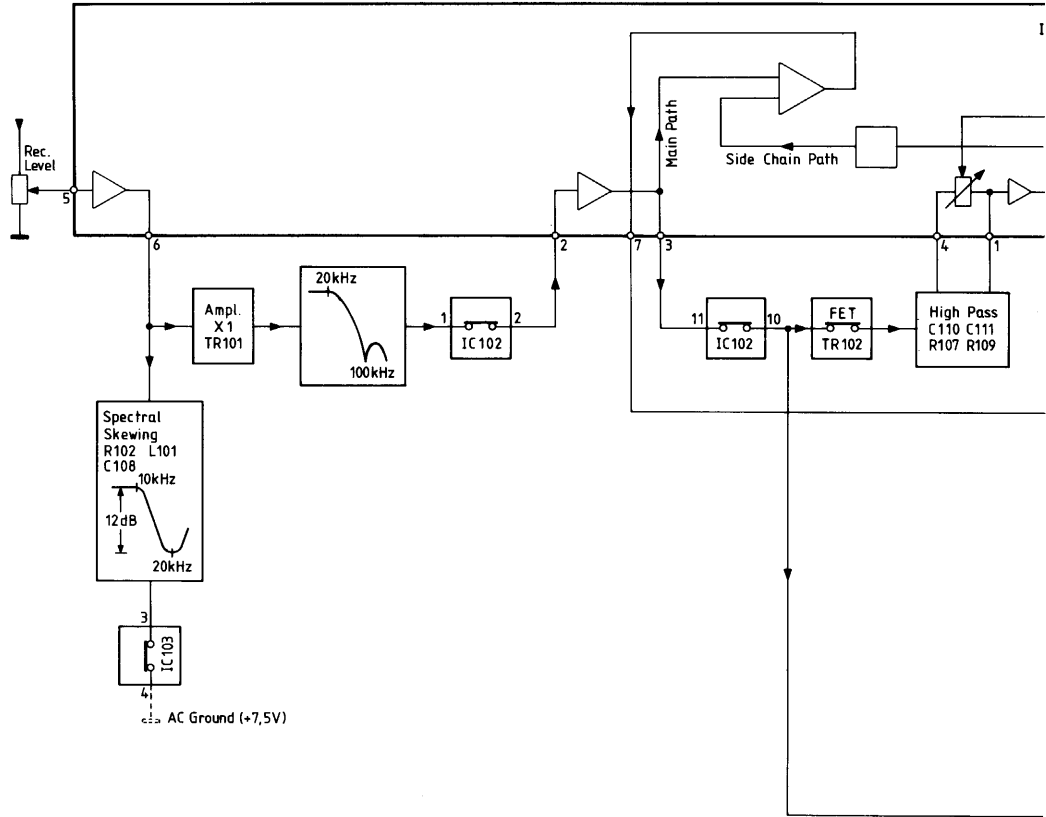 I
Rec.
Level
5
6
2
7
3
4
1
Main Path
Side Chain Path
Ampl.
X1
TR101
20kHz
100kHz
1
2
IC102
11
10
IC102
FET
TR102
High Pass
C110 C111
R107 R109
Spectral
Skewing
R102 L101
C108
10kHz
12dB
20kHz
3
IC103
4
AC Ground (+7,5V)